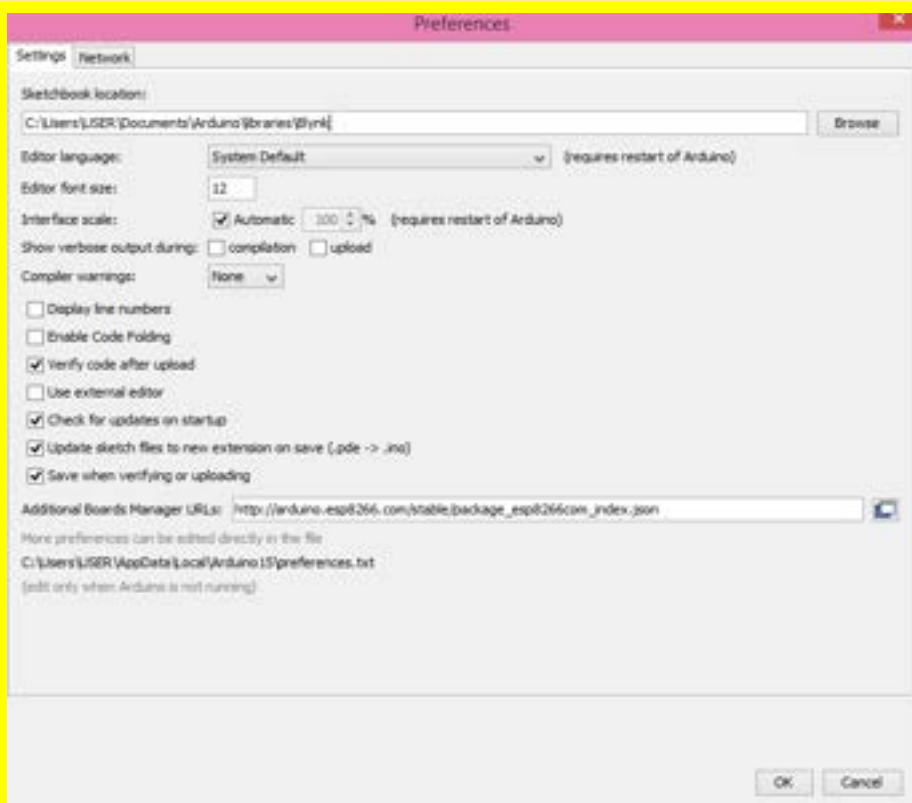 Preferences
Settings Network
Sketchbook location:
C:\Users\USER\Documents\Arduino\libraries\Blynk Browse
Editor language: System Default (requires restart of Arduino)
Editor font size: 12
Interface scale: Automatic 100 % (requires restart of Arduino)
Show verbose output during: compilation upload
Compiler warnings: None
Display line numbers
Enable Code Folding
Verify code after upload
Use external editor
Check for updates on startup
Update sketch files to new extension on save (.pde -> .ino)
Save when verifying or uploading
Additional Boards Manager URLs: http://arduino.esp8266.com/stable/package_esp8266com_index.json
More preferences can be edited directly in the file
C:\Users\USER\AppData\Local\Arduino15\preferences.txt
(edit only when Arduino is not running)
OK Cancel